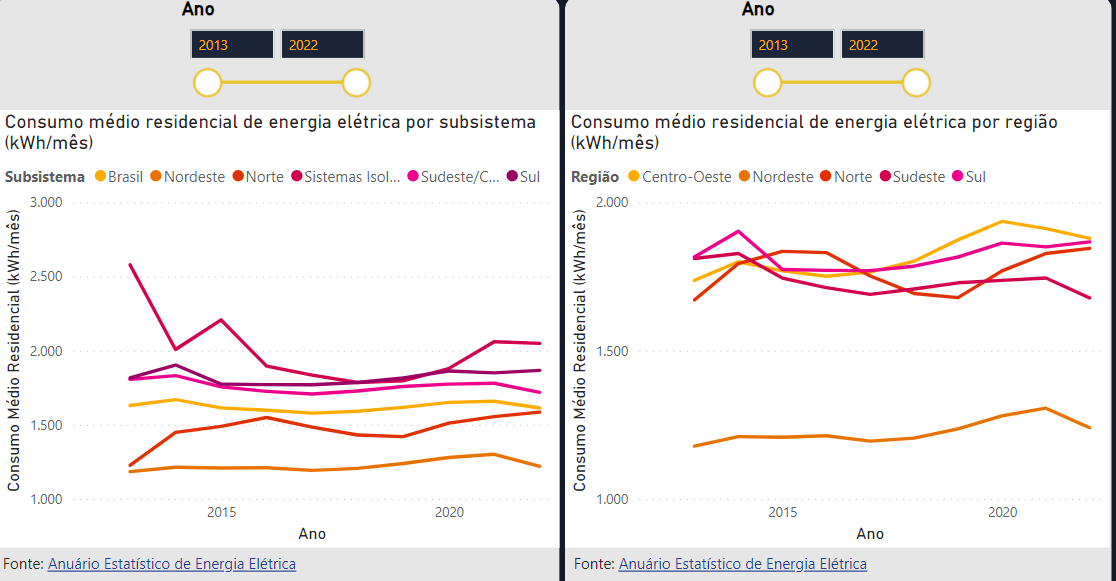 Ano
2013 2022
Consumo médio residencial de energia elétrica por subsistema
(kWh/mês)
Subsistema Brasil Nordeste Norte Sistemas Isol... Sudeste/C... Sul
Consumo Médio Residencial (kWh/mês)
3.000
2.500
2.000
1.500
1.000
2015 2020
Ano
Fonte: Anuário Estatístico de Energia Elétrica
Ano
2013 2022
Consumo médio residencial de energia elétrica por região
(kWh/mês)
Região Centro-Oeste Nordeste Norte Sudeste Sul
Consumo Médio Residencial (kWh/mês)
2.000
1.500
1.000
2015 2020
Ano
Fonte: Anuário Estatístico de Energia Elétrica